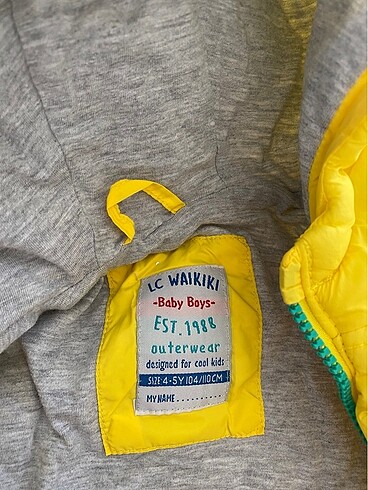 LC WAIKIKI
-Baby Boys-
EST. 1988
outerwear
designed for cool kids
SIZE: 4-5Y 104/110CM
MY NAME..........